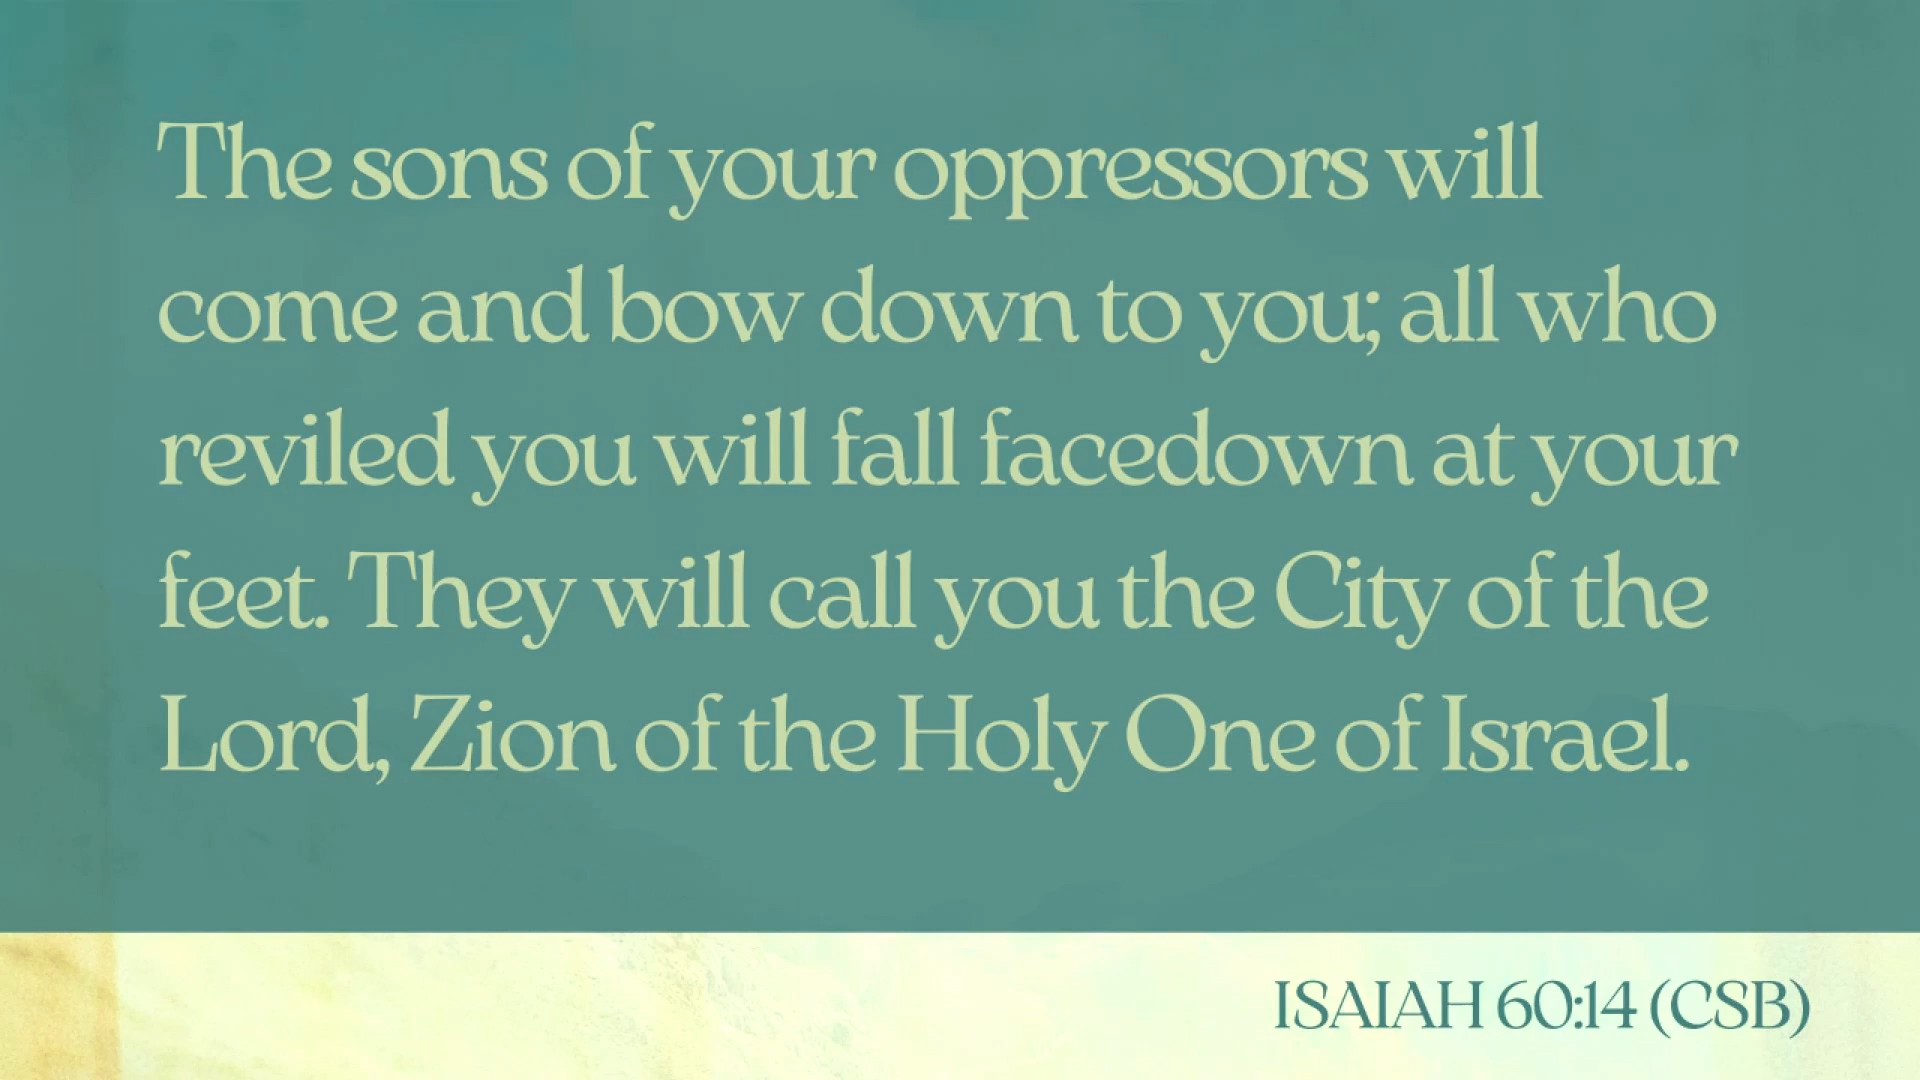 The sons of your oppressors will
come and bow down to you; all who
reviled you will fall facedown at your
feet. They will call you the City of the
Lord, Zion of the Holy One of Israel.
ISAIAH 60:14 (CSB)